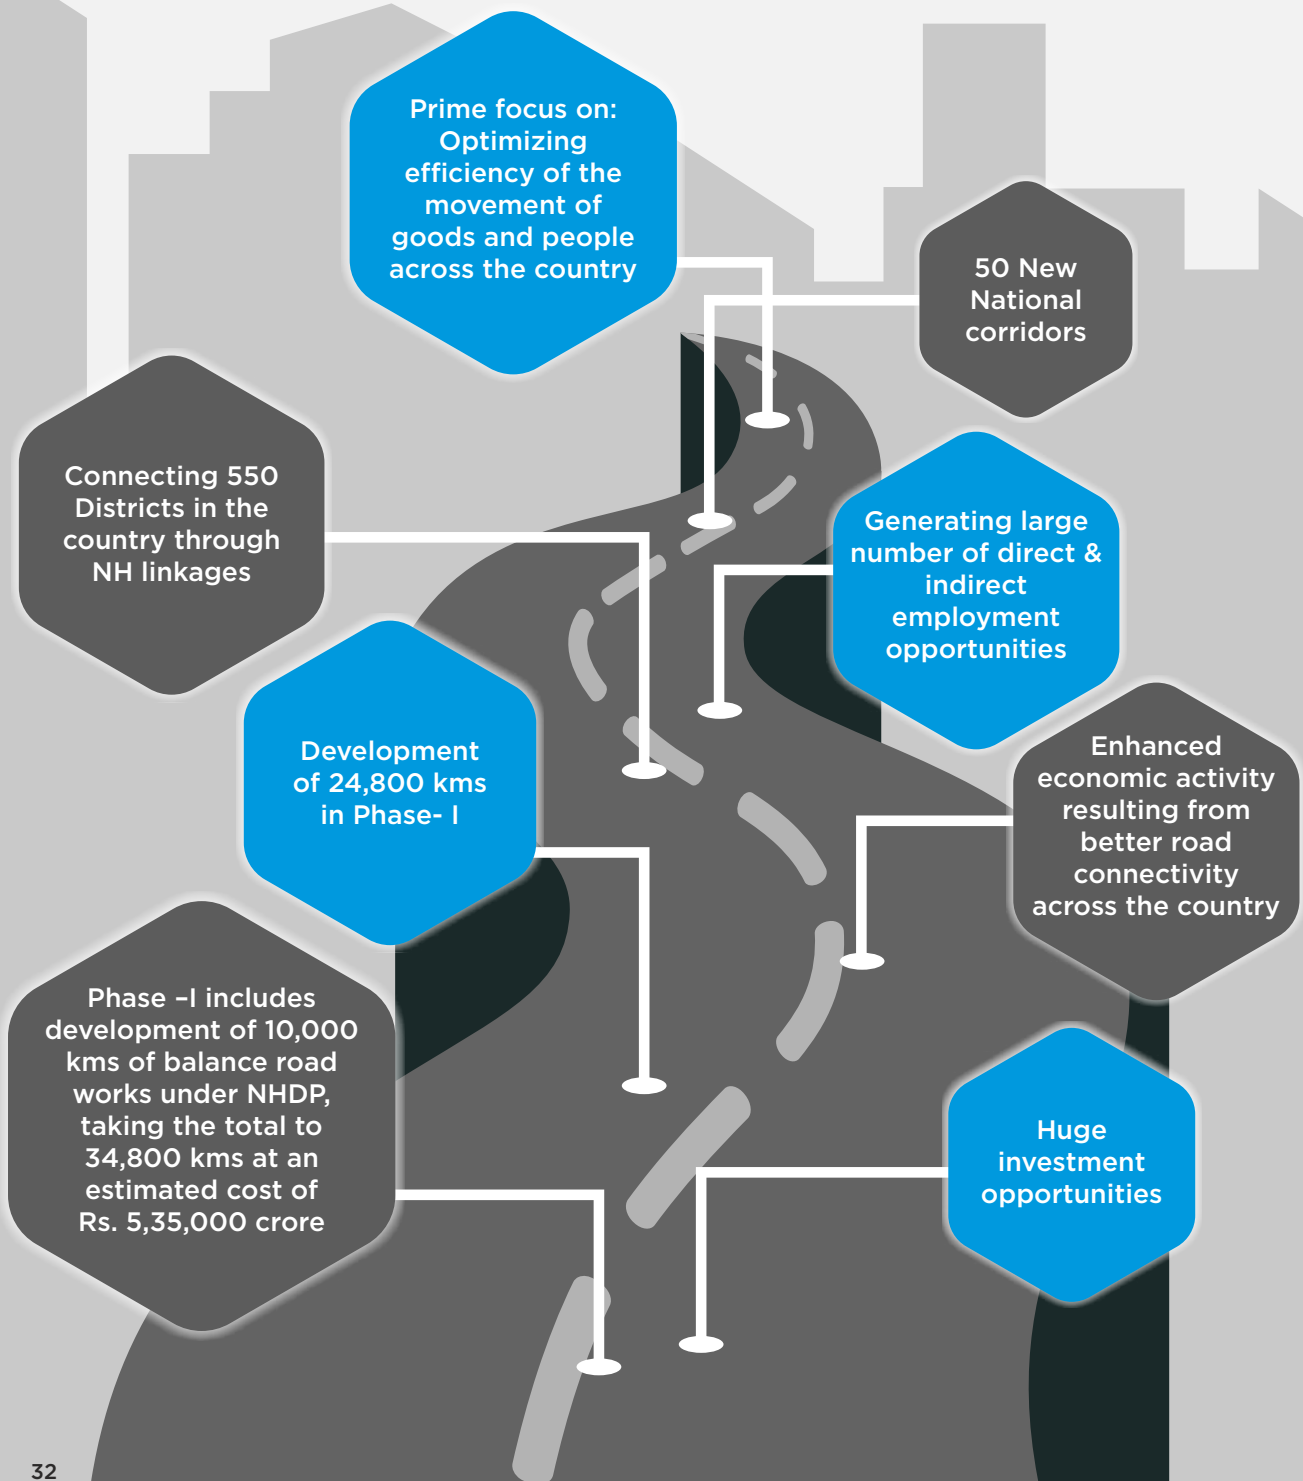 Prime focus on:
Optimizing
efficiency of the
movement of
goods and people
across the country
50 New
National
corridors
Connecting 550
Districts in the
country through
NH linkages
Generating large
number of direct &
indirect
employment
opportunities
Development
of 24,800 kms
in Phase- I
Enhanced
economic activity
resulting from
better road
connectivity
across the country
Phase –I includes
development of 10,000
kms of balance road
works under NHDP,
taking the total to
34,800 kms at an
estimated cost of
Rs. 5,35,000 crore
Huge
investment
opportunities
32